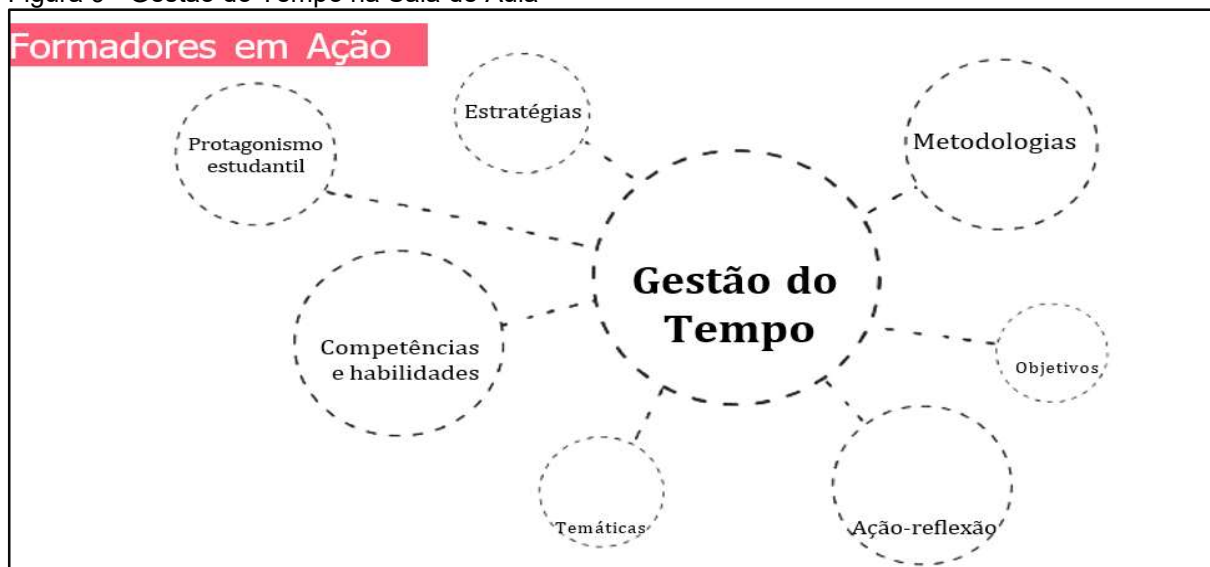 Formadores em Ação
Estratégias
Protagonismo
estudantil
Metodologias
Gestão do
Tempo
Competências
e habilidades
Objetivos
Temáticas
Ação-reflexão